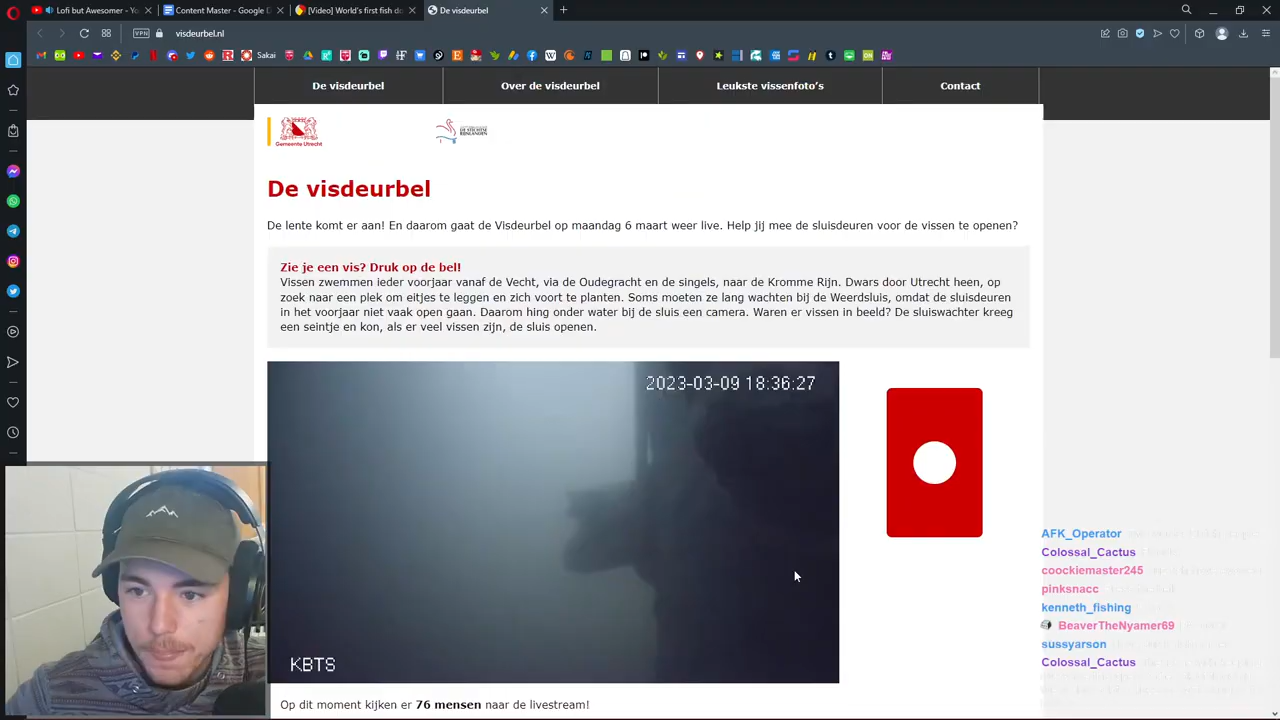 Lofi but Awesome - Yo
Content Master - Google D
[Video] World's first fish do
De visdeurbel
VPN
visdeurbel.nl
Sakai
De visdeurbel
Over de visdeurbel
Leukste vissenfoto's
Contact
Gemeente Utrecht
De visdeurbel
De lente komt er aan! En daarom gaat de Visdeurbel op maandag 6 maart weer live. Help jij mee de sluisdeuren voor de vissen te openen?
Zie je een vis? Druk op de bel!
Vissen zwemmen ieder voorjaar vanaf de Vecht, via de Oudegracht en de singels, naar de Kromme Rijn. Dwars door Utrecht heen, op
zoek naar een plek om eitjes te leggen en zich voort te planten. Soms moeten ze lang wachten bij de Weerdsluis, omdat de sluisdeuren
in het voorjaar niet vaak open gaan. Daarom hing onder water bij de sluis een camera. Waren er vissen in beeld? De sluiswachter kreeg
een seintje en kon, als er veel vissen zijn, de sluis openen.
2023-03-09 18:36:27
KBTS
Op dit moment kijken er 76 mensen naar de livestream!
AFK_Operator
Colossal_Cactus
coockiemaster245
pinksnacc
kenneth_fishing
BeaverTheNyamer69
sussyarson
Colossal_Cactus